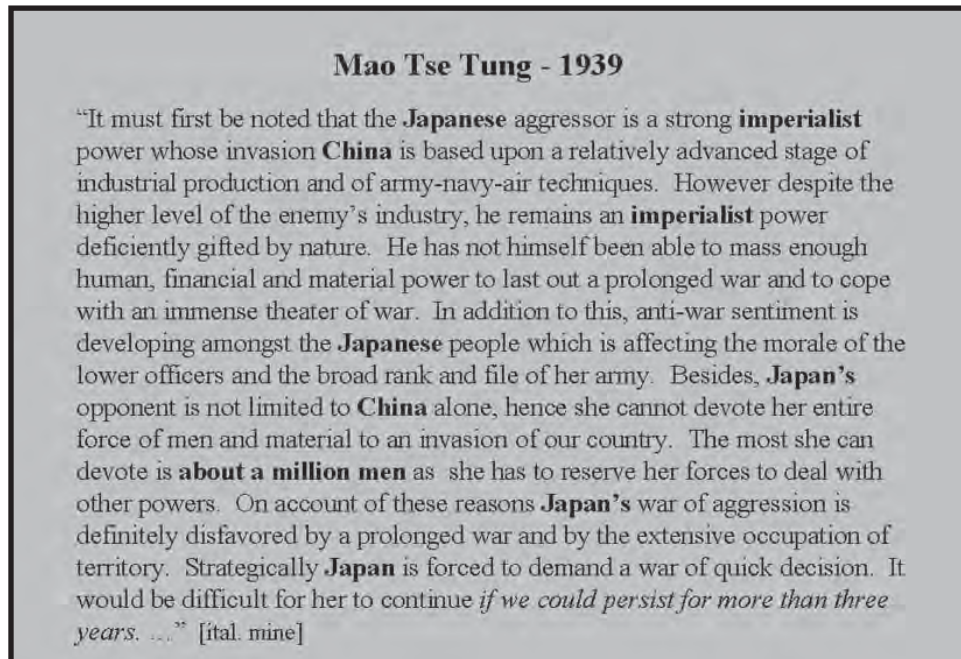 Mao Tse Tung - 1939
“It must first be noted that the Japanese aggressor is a strong imperialist
power whose invasion China is based upon a relatively advanced stage of
industrial production and of army-navy-air techniques.  However despite the
higher level of the enemy’s industry, he remains an imperialist power
deficiently gifted by nature.  He has not himself been able to mass enough
human, financial and material power to last out a prolonged war and to cope
with an immense theater of war.  In addition to this, anti-war sentiment is
developing amongst the Japanese people which is affecting the morale of the
lower officers and the broad rank and file of her army.  Besides, Japan’s
opponent is not limited to China alone, hence she cannot devote her entire
force of men and material to an invasion of our country.  The most she can
devote is about a million men as  she has to reserve her forces to deal with
other powers.  On account of these reasons Japan’s war of aggression is
definitely disfavored by a prolonged war and by the extensive occupation of
territory.  Strategically Japan is forced to demand a war of quick decision.  It
would be difficult for her to continue if we could persist for more than three
years. …”  [ital. mine]